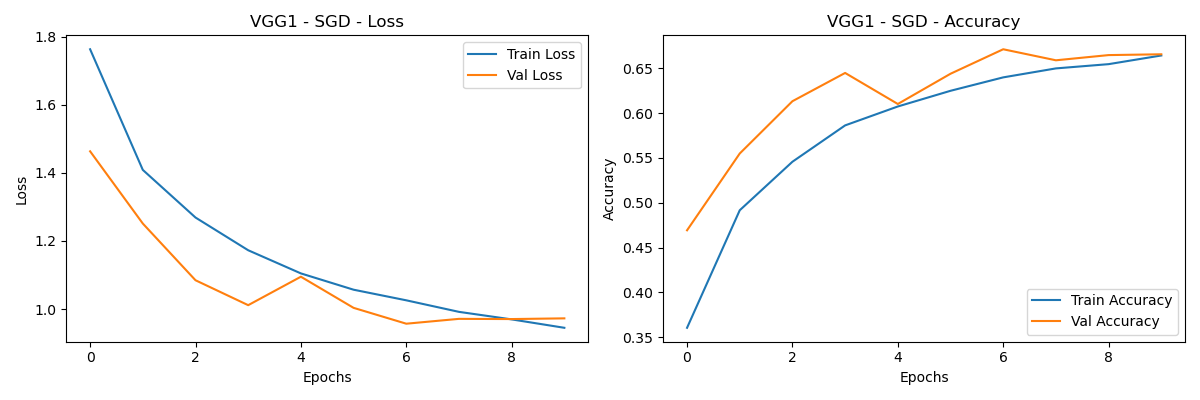 VGG1 - SGD - Loss
1.8
1.6
1.4
1.2
1.0
Loss
Train Loss
Val Loss
0 2 4 6 8
Epochs
VGG1 - SGD - Accuracy
0.65
0.60
0.55
0.50
0.45
0.40
0.35
Accuracy
Train Accuracy
Val Accuracy
0 2 4 6 8
Epochs